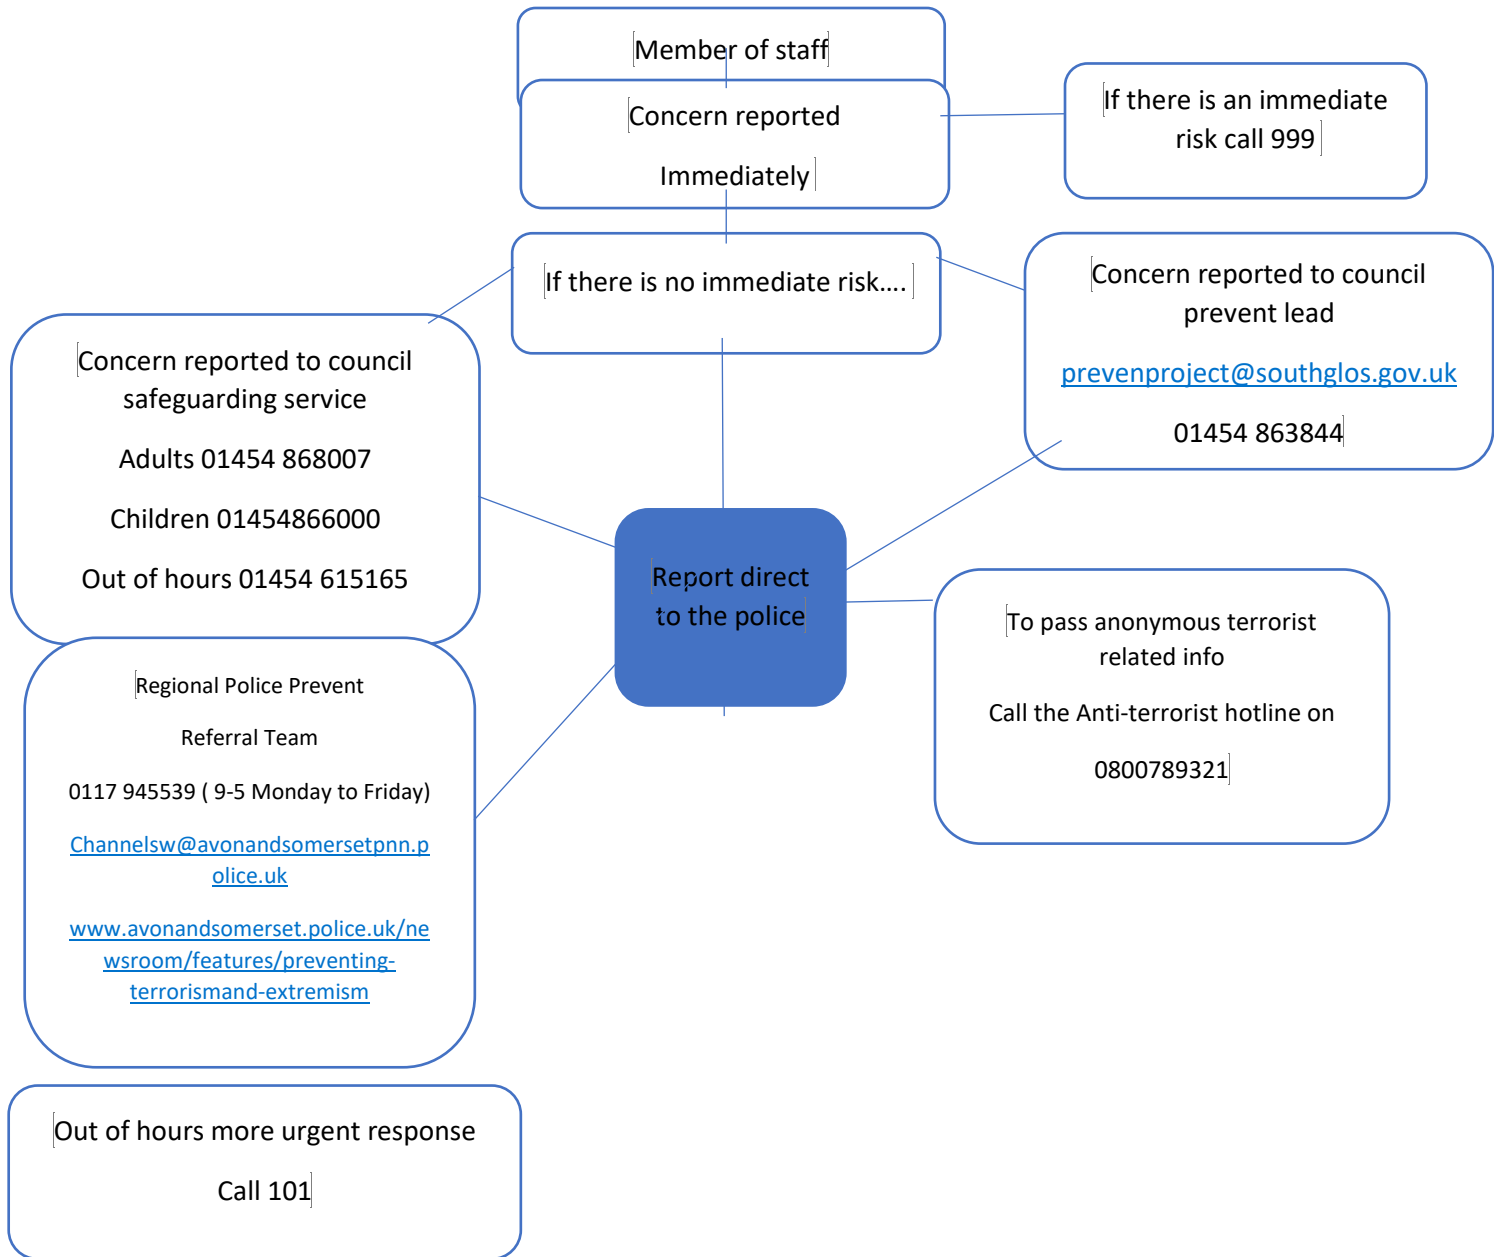 Member of staff
Concern reported
Immediately
If there is an immediate
risk call 999
If there is no immediate risk....
Concern reported to council
prevent lead
prevenproject@southglos.gov.uk
01454 863844
Concern reported to council
safeguarding service
Adults 01454 868007
Children 01454866000
Out of hours 01454 615165
Report direct
to the police
To pass anonymous terrorist
related info
Call the Anti-terrorist hotline on
0800789321
Regional Police Prevent
Referral Team
0117 945539 ( 9-5 Monday to Friday)
Channelsw@avonandsomersetpnn.p
olice.uk
www.avonandsomerset.police.uk/ne
wsroom/features/preventing-
terrorismand-extremism
Out of hours more urgent response
Call 101